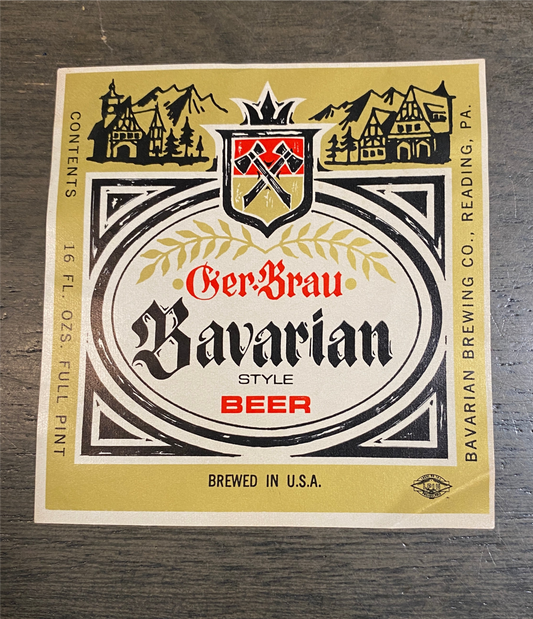 CONTENTS 16 FL. OZS. FULL PINT
Ger-Brau
Bavarian
STYLE
BEER
BREWED IN U.S.A.
BAVARIAN BREWING CO., READING, PA.